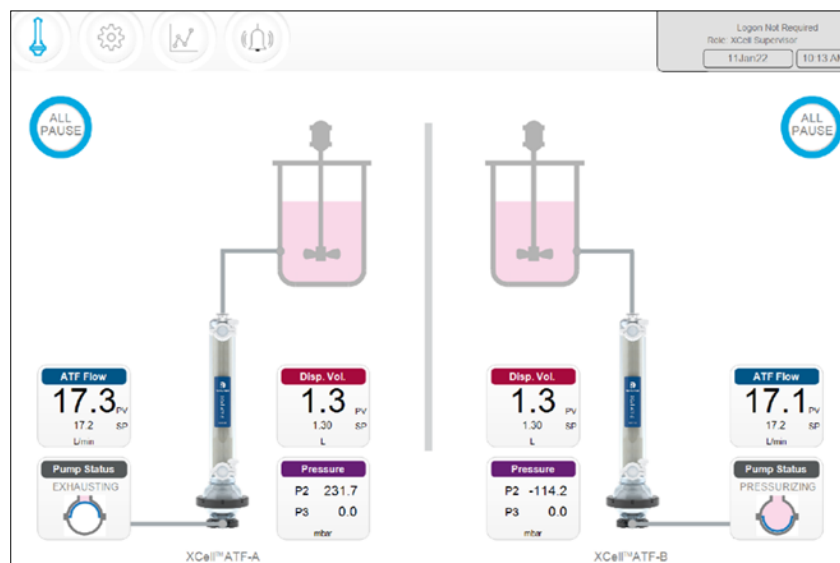 Logon Not Required
Role: XCell Supervisor
11Jan22
10:13 AM
ALL
PAUSE
ALL
PAUSE
ATF Flow
17.3 PV
17.2 SP
L/min
Disp. Vol.
1.3 PV
1.30 SP
L
Disp. Vol.
1.3 PV
1.30 SP
L
ATF Flow
17.1 PV
17.2 SP
L/min
Pump Status
EXHAUSTING
Pressure
P2 231.7
P3 0.0
mbar
Pressure
P2 -114.2
P3 0.0
mbar
Pump Status
PRESSURIZING
XCell™ATF-A
XCell™ATF-B